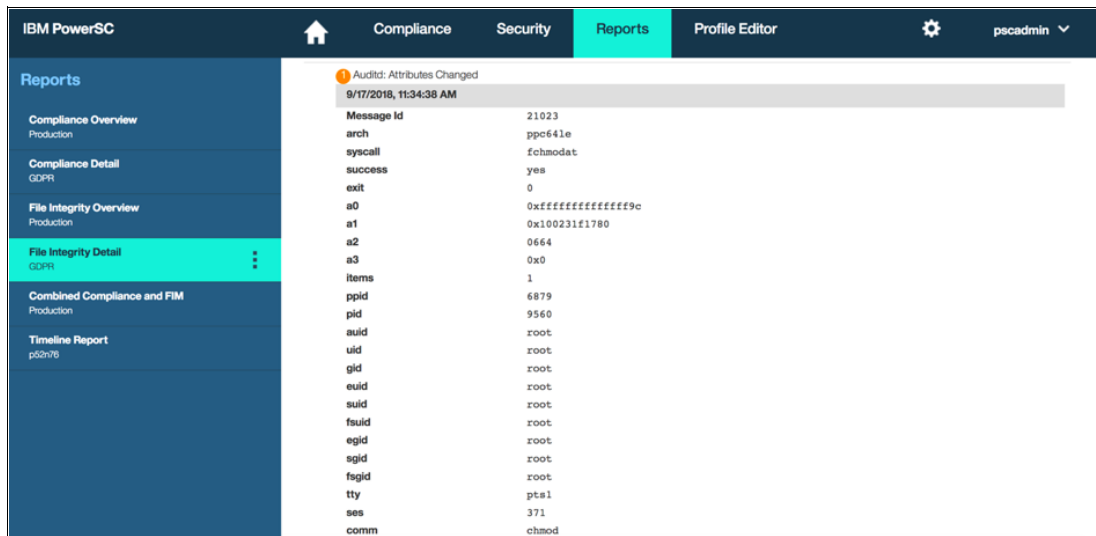 IBM PowerSC
Compliance
Security
Reports
Profile Editor
pscadmin
Reports
Compliance Overview
Production
Compliance Detail
GDPR
File Integrity Overview
Production
File Integrity Detail
GDPR
Combined Compliance and FIM
Production
Timeline Report
p52n76
1 Auditd: Attributes Changed
9/17/2018, 11:34:38 AM
Message Id 21023
arch ppc64le
syscall fchmodat
success yes
exit 0
a0 0xffffffffffffff9c
a1 0x100231f1780
a2 0664
a3 0x0
items 1
ppid 6879
pid 9560
auid root
uid root
gid root
euid root
suid root
fsuid root
egid root
sgid root
fsgid root
tty pts1
ses 371
comm chmod